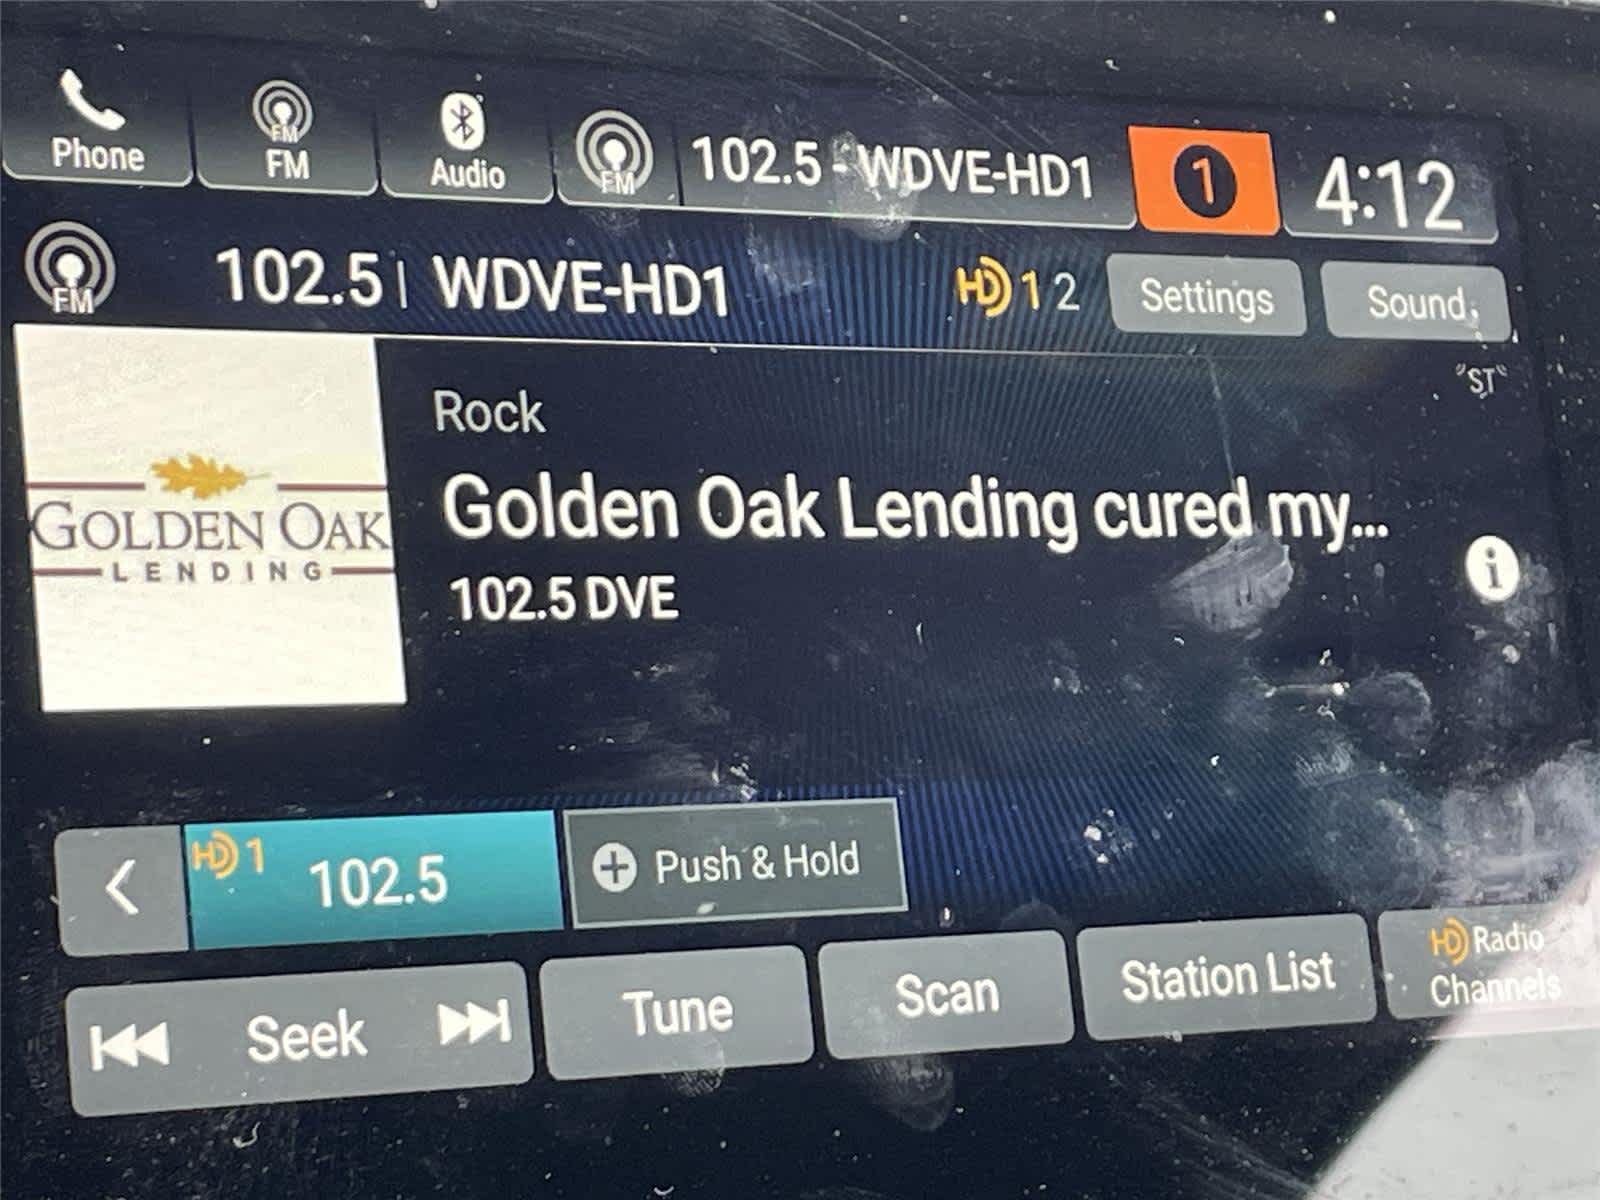 Phone
FM
FM
Audio
FM
102.5 - WDVE-HD1
1
4:12
FM
102.5 | WDVE-HD1
HD 1 2
Settings
Sound
"ST"
Rock
Golden Oak Lending cured my...
102.5 DVE
i
GOLDEN OAK
LENDING
HD 1
102.5
Push & Hold
Seek
Tune
Scan
Station List
HD Radio
Channels